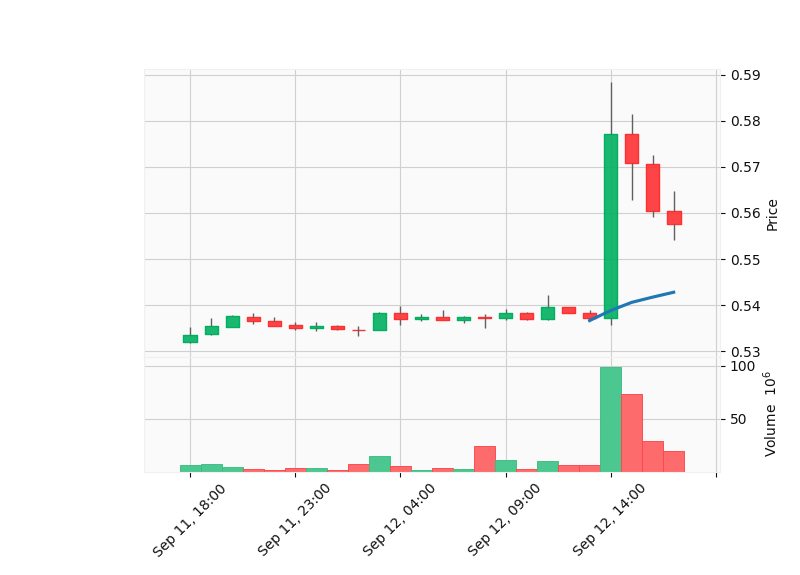 0.59
0.58
0.57
0.56
0.55
0.54
0.53
Price
100
50
Volume 10⁶
Sep 11, 18:00
Sep 11, 23:00
Sep 12, 04:00
Sep 12, 09:00
Sep 12, 14:00